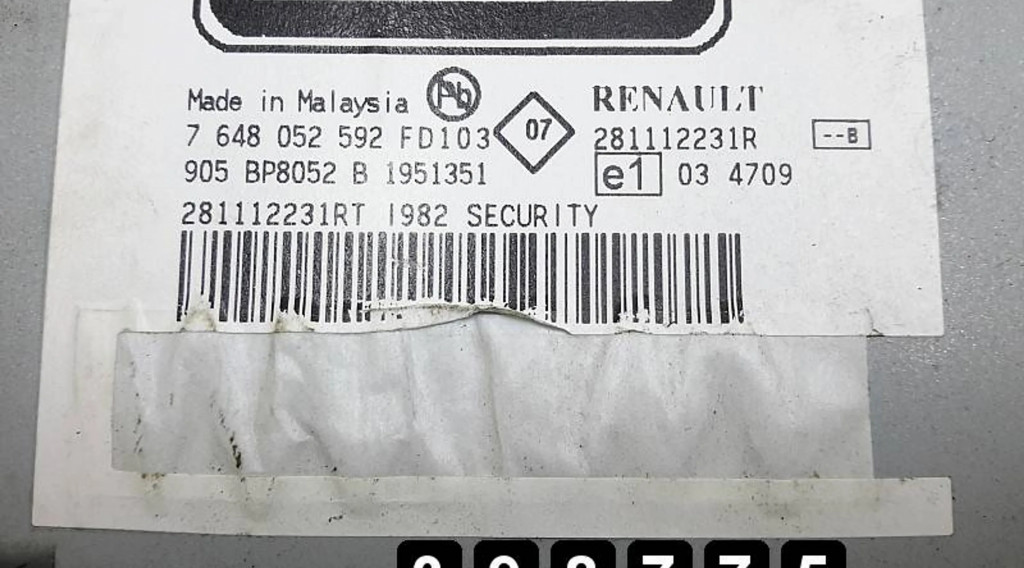 Made in Malaysia Pb RENAULT
7 648 052 592 FD103 07 281112231R --B
905 BP8052 B 1951351 e1 03 4709
281112231RT 1982 SECURITY